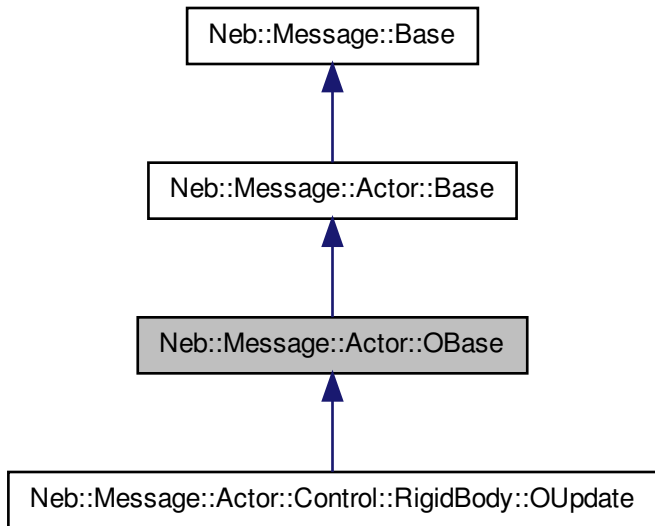 Neb::Message::Base
Neb::Message::Actor::Base
Neb::Message::Actor::OBase
Neb::Message::Actor::Control::RigidBody::OUpdate